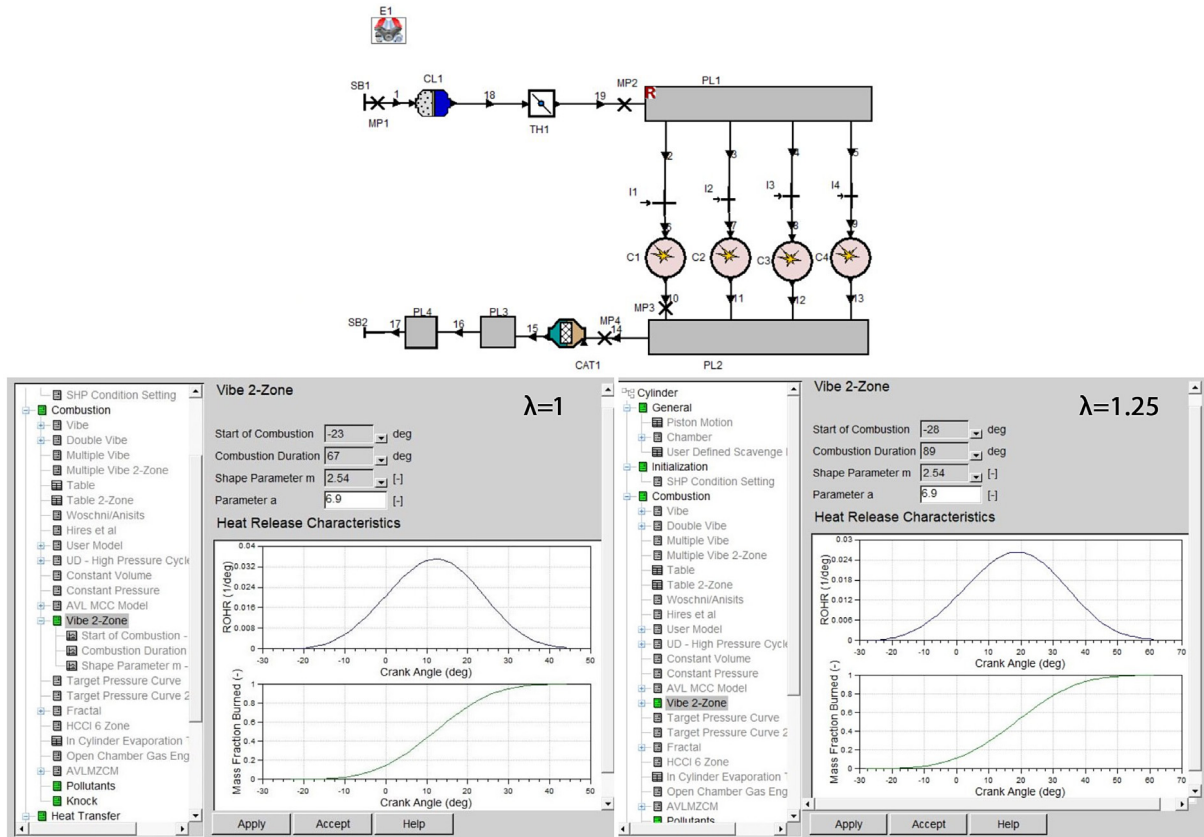 E1
SB1
MP1
1
CL1
18
TH1
19
MP2
R
PL1
2
3
4
5
I1
I2
I3
I4
6
7
8
9
C1
C2
C3
C4
MP3
10
11
12
13
SB2
17
PL4
16
PL3
15
CAT1
MP4
14
PL2
SHP Condition Setting
Combustion
Vibe
Double Vibe
Multiple Vibe
Multiple Vibe 2-Zone
Table
Table 2-Zone
Woschni/Anisits
Hires et al
User Model
UD - High Pressure Cycle
Constant Volume
Constant Pressure
AVL MCC Model
Vibe 2-Zone
Start of Combustion -
Combustion Duration
Shape Parameter m -
Target Pressure Curve
Target Pressure Curve 2
Fractal
HCCI 6 Zone
In Cylinder Evaporation
Open Chamber Gas Eng
AVLMZCM
Pollutants
Knock
Heat Transfer
Vibe 2-Zone
λ=1
Start of Combustion -23 deg
Combustion Duration 67 deg
Shape Parameter m 2.54 [-]
Parameter a 6.9 [-]
Heat Release Characteristics
ROHR (1/deg)
0.04
0.032
0.024
0.016
0.008
0
-30 -20 -10 0 10 20 30 40 50
Crank Angle (deg)
Mass Fraction Burned (-)
1
0.8
0.6
0.4
0.2
0
-30 -20 -10 0 10 20 30 40 50
Crank Angle (deg)
Apply Accept Help
Cylinder
General
Piston Motion
Chamber
User Defined Scavenge
Initialization
SHP Condition Setting
Combustion
Vibe
Double Vibe
Multiple Vibe
Multiple Vibe 2-Zone
Table
Table 2-Zone
Woschni/Anisits
Hires et al
User Model
UD - High Pressure Cycle
Constant Volume
Constant Pressure
AVL MCC Model
Vibe 2-Zone
Target Pressure Curve
Target Pressure Curve 2
Fractal
HCCI 6 Zone
In Cylinder Evaporation
Open Chamber Gas Eng
AVLMZCM
Pollutants
Vibe 2-Zone
λ=1.25
Start of Combustion -28 deg
Combustion Duration 89 deg
Shape Parameter m 2.54 [-]
Parameter a 6.9 [-]
Heat Release Characteristics
ROHR (1/deg)
0.03
0.024
0.018
0.012
0.006
0
-30 -20 -10 0 10 20 30 40 50 60 70
Crank Angle (deg)
Mass Fraction Burned (-)
1
0.8
0.6
0.4
0.2
0
-30 -20 -10 0 10 20 30 40 50 60 70
Crank Angle (deg)
Apply Accept Help